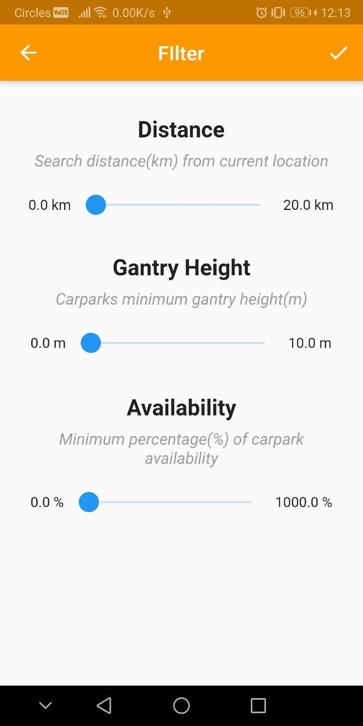 Circles VoLTE 0.00K/s 96 12:13
FIlter
Distance
Search distance(km) from current location
0.0 km 20.0 km
Gantry Height
Carparks minimum gantry height(m)
0.0 m 10.0 m
Availability
Minimum percentage(%) of carpark
availability
0.0 % 1000.0 %